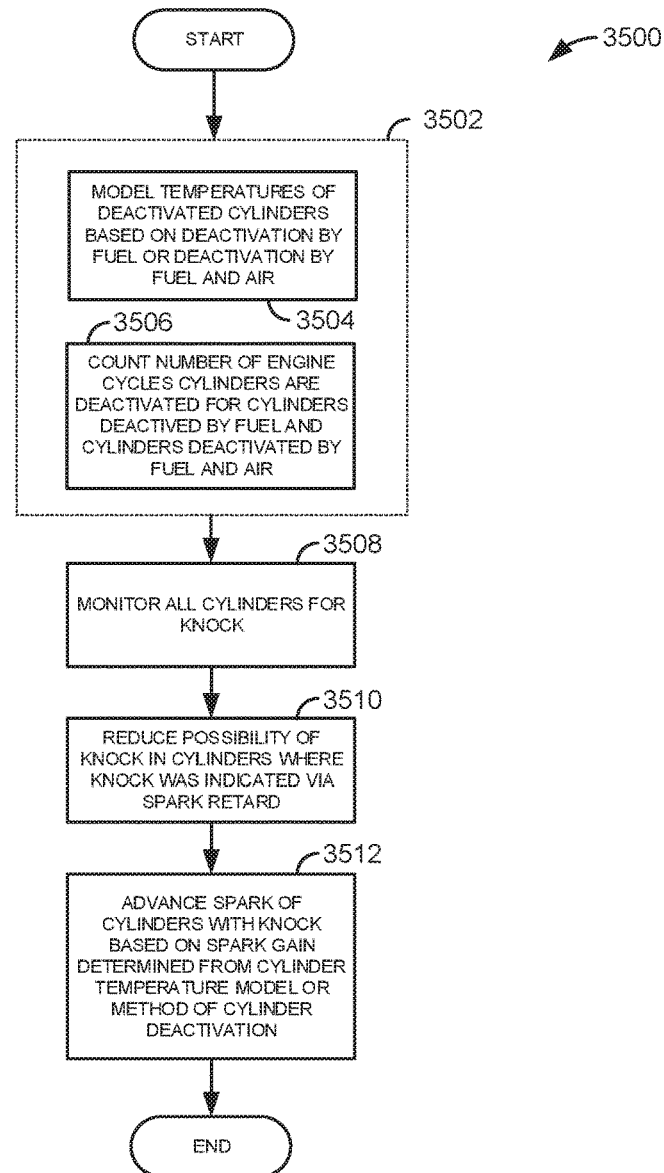 START
3500
3502
MODEL TEMPERATURES OF
DEACTIVATED CYLINDERS
BASED ON DEACTIVATION BY
FUEL OR DEACTIVATION BY
FUEL AND AIR
3504
3506
COUNT NUMBER OF ENGINE
CYCLES CYLINDERS ARE
DEACTIVATED FOR CYLINDERS
DEACTIVED BY FUEL AND
CYLINDERS DEACTIVATED BY
FUEL AND AIR
3508
MONITOR ALL CYLINDERS FOR
KNOCK
3510
REDUCE POSSIBILITY OF
KNOCK IN CYLINDERS WHERE
KNOCK WAS INDICATED VIA
SPARK RETARD
3512
ADVANCE SPARK OF
CYLINDERS WITH KNOCK
BASED ON SPARK GAIN
DETERMINED FROM CYLINDER
TEMPERATURE MODEL OR
METHOD OF CYLINDER
DEACTIVATION
END